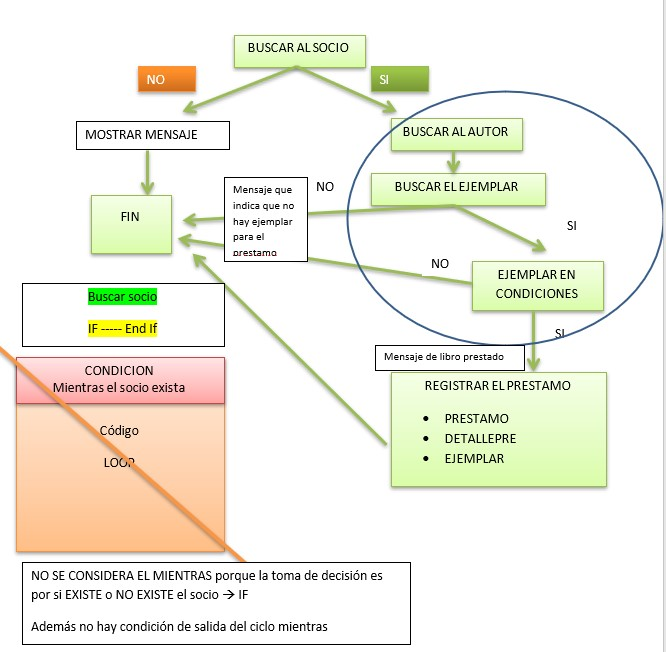 BUSCAR AL SOCIO
NO
SI
MOSTRAR MENSAJE
BUSCAR AL AUTOR
BUSCAR EL EJEMPLAR
FIN
Mensaje que
indica que no
hay ejemplar
para el
prestamo
NO
SI
NO
EJEMPLAR EN
CONDICIONES
SI
Mensaje de libro prestado
REGISTRAR EL PRESTAMO
• PRESTAMO
• DETALLEPRE
• EJEMPLAR
Buscar socio
IF ----- End If
CONDICION
Mientras el socio exista
Código
LOOP
NO SE CONSIDERA EL MIENTRAS porque la toma de decisión es
por si EXISTE o NO EXISTE el socio → IF
Además no hay condición de salida del ciclo mientras